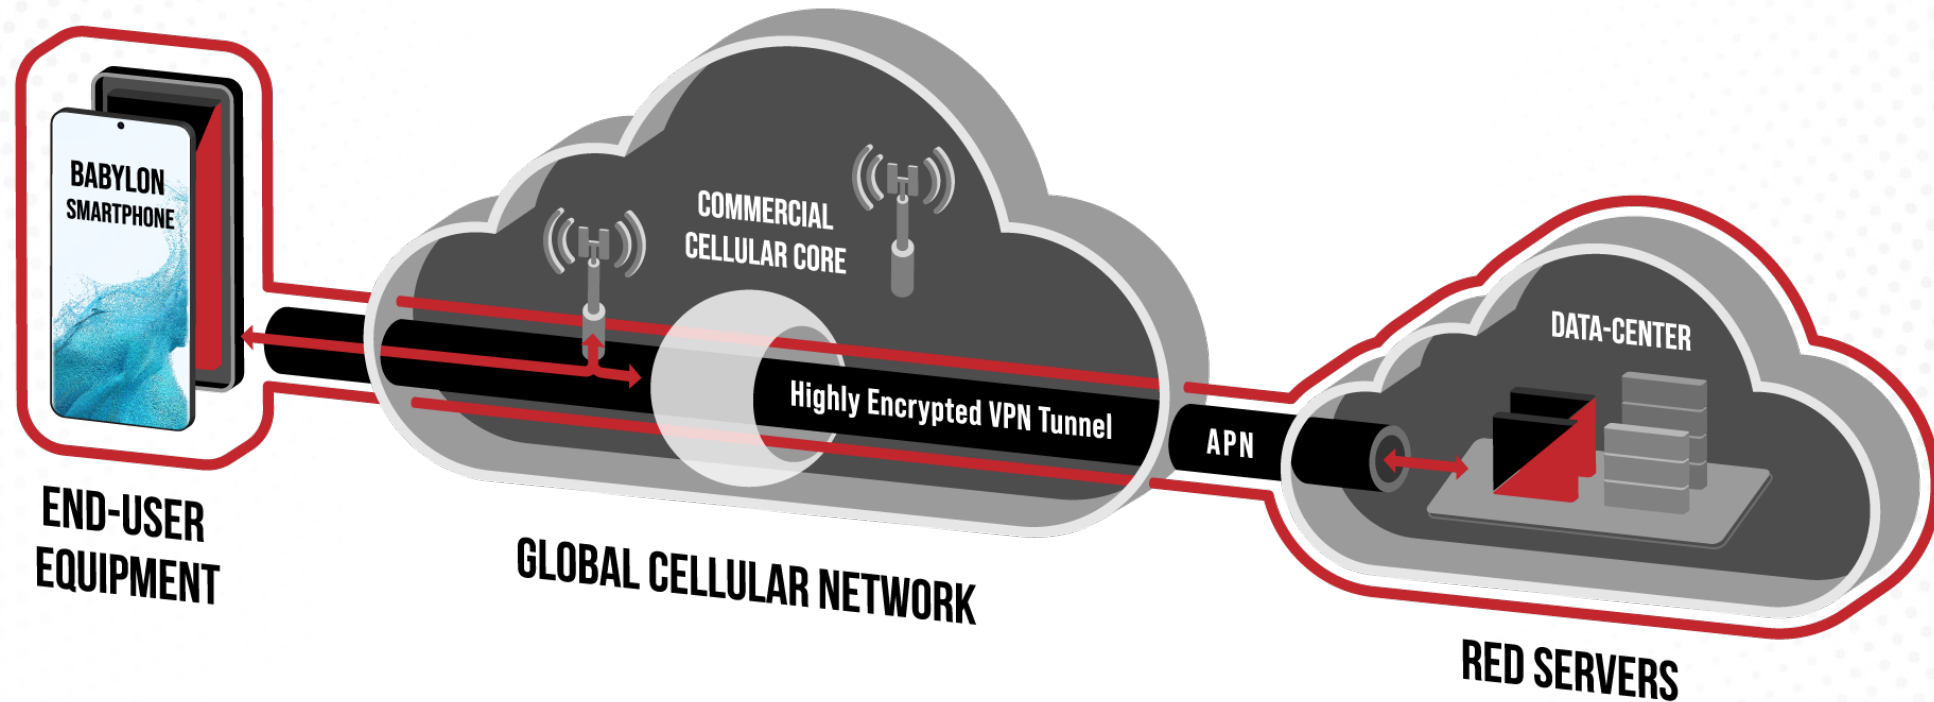 BABYLON
SMARTPHONE
END-USER
EQUIPMENT
COMMERCIAL
CELLULAR CORE
Highly Encrypted VPN Tunnel
GLOBAL CELLULAR NETWORK
APN
DATA-CENTER
RED SERVERS